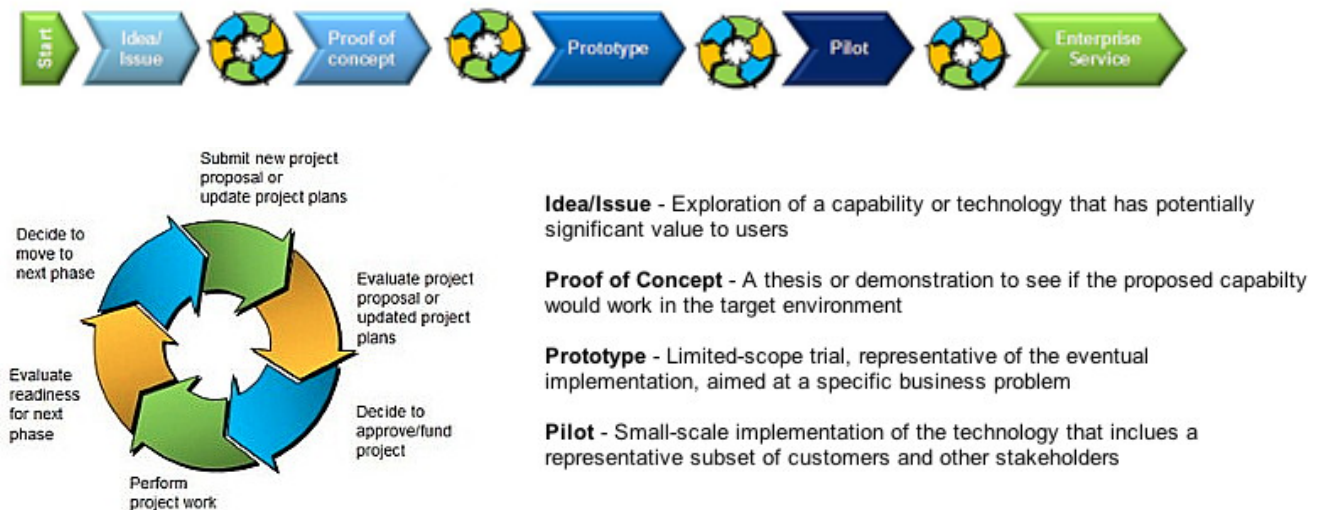 Start
Idea/
Issue
Proof of
concept
Prototype
Pilot
Enterprise
Service
Submit new project
proposal or
update project plans
Decide to
move to
next phase
Evaluate project
proposal or
updated project
plans
Evaluate
readiness
for next
phase
Decide to
approve/fund
project
Perform
project work
Idea/Issue - Exploration of a capability or technology that has potentially
significant value to users
Proof of Concept - A thesis or demonstration to see if the proposed capabilty
would work in the target environment
Prototype - Limited-scope trial, representative of the eventual
implementation, aimed at a specific business problem
Pilot - Small-scale implementation of the technology that inclues a
representative subset of customers and other stakeholders